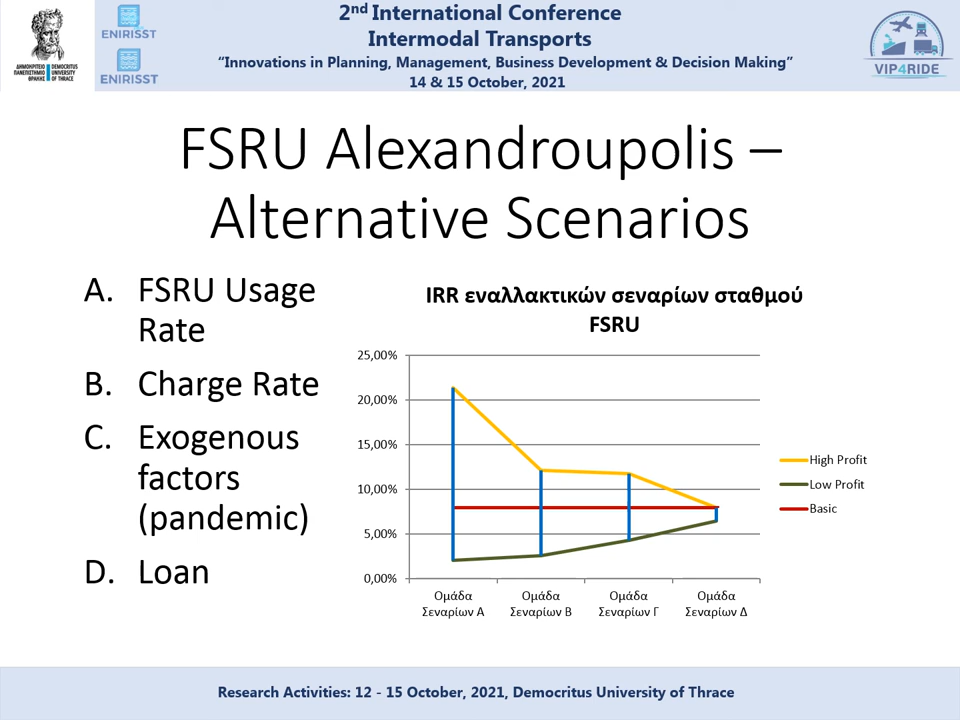 2nd International Conference
Intermodal Transports
“Innovations in Planning, Management, Business Development & Decision Making”
14 & 15 October, 2021
ΔΗΜΟΚΡΙΤΕΙΟ
ΠΑΝΕΠΙΣΤΗΜΙΟ
ΘΡΑΚΗΣ
DEMOCRITUS
UNIVERSITY
OF THRACE
ENIRISST
ENIRISST
VIP4RIDE
FSRU Alexandroupolis –
Alternative Scenarios
A. FSRU Usage
Rate
B. Charge Rate
C. Exogenous
factors
(pandemic)
D. Loan
IRR εναλλακτικών σεναρίων σταθμού
FSRU
25,00%
20,00%
15,00%
10,00%
5,00%
0,00%
Ομάδα
Σεναρίων Α
Ομάδα
Σεναρίων Β
Ομάδα
Σεναρίων Γ
Ομάδα
Σεναρίων Δ
High Profit
Low Profit
Basic
Research Activities: 12 - 15 October, 2021, Democritus University of Thrace